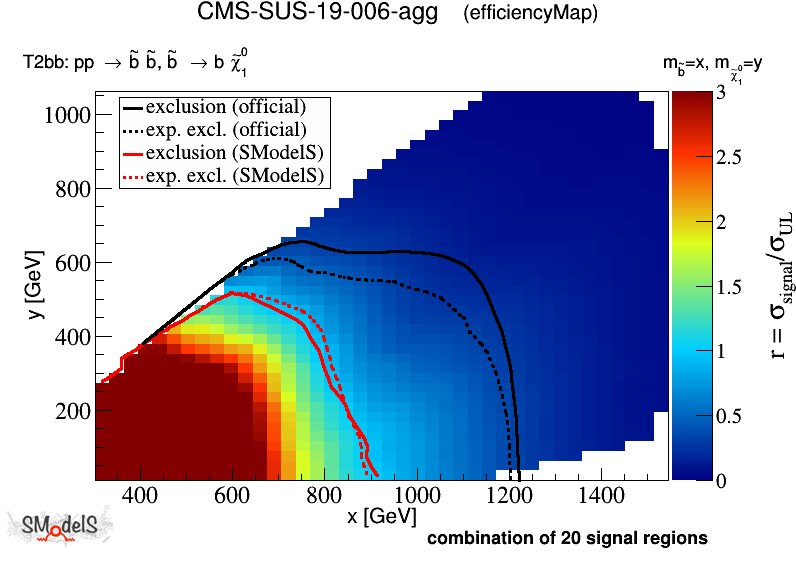 CMS-SUS-19-006-agg (efficiencyMap)
T2bb: pp → b̃ b̃, b̃ → b χ̃₁⁰
m_b̃=x, m_χ̃₁⁰=y
exclusion (official)
exp. excl. (official)
exclusion (SModelS)
exp. excl. (SModelS)
1000
800
600
400
200
y [GeV]
400 600 800 1000 1200 1400
x [GeV]
3
2.5
2
1.5
1
0.5
0
r = σ_signal/σ_UL
SModelS
combination of 20 signal regions